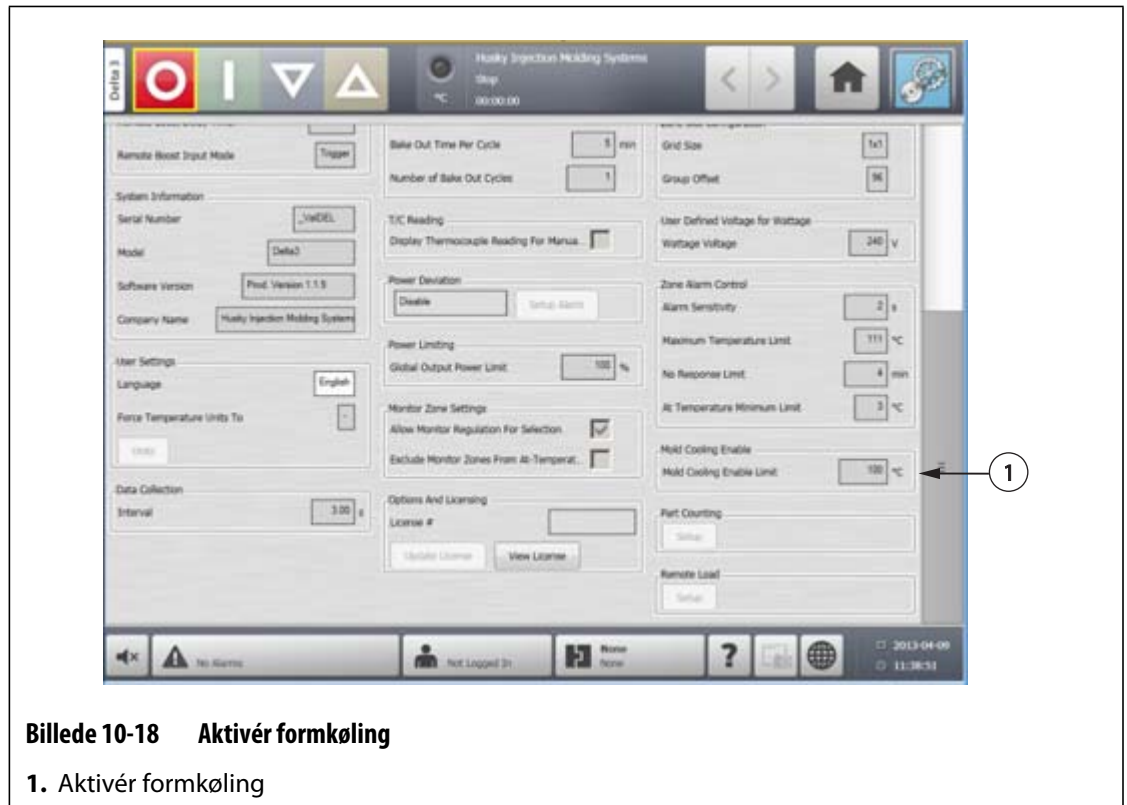 Delta 3
Husky Injection Molding Systems
Stop
°C 00:00:00
Remote Boost Input Mode Trigger
System Information
Serial Number _ValDEL
Model Delta3
Software Version Prod. Version 1.1.9
Company Name Husky Injection Molding Systems
User Settings
Language English
Force Temperature Units To -
Data Collection
Interval 3.00 s
Bake Out Time Per Cycle 5 min
Number of Bake Out Cycles 1
T/C Reading
Display Thermocouple Reading For Manua...
Power Deviation
Disable Setup Alarm
Power Limiting
Global Output Power Limit 100 %
Monitor Zone Settings
Allow Monitor Regulation For Selection
Exclude Monitor Zones From At-Temperat...
Options And Licensing
License #
Update License View License
Grid Size 1x1
Group Offset 96
User Defined Voltage for Wattage
Wattage Voltage 240 V
Zone Alarm Control
Alarm Sensitivity 2 s
Maximum Temperature Limit 111 °C
No Response Limit 4 min
At Temperature Minimum Limit 3 °C
Mold Cooling Enable
Mold Cooling Enable Limit 100 °C
1
Part Counting
Setup
Remote Load
Setup
No Alarms
Not Logged In
None
None
?
2013-04-09
11:38:51
Billede 10-18 Aktivér formkøling
1. Aktivér formkøling